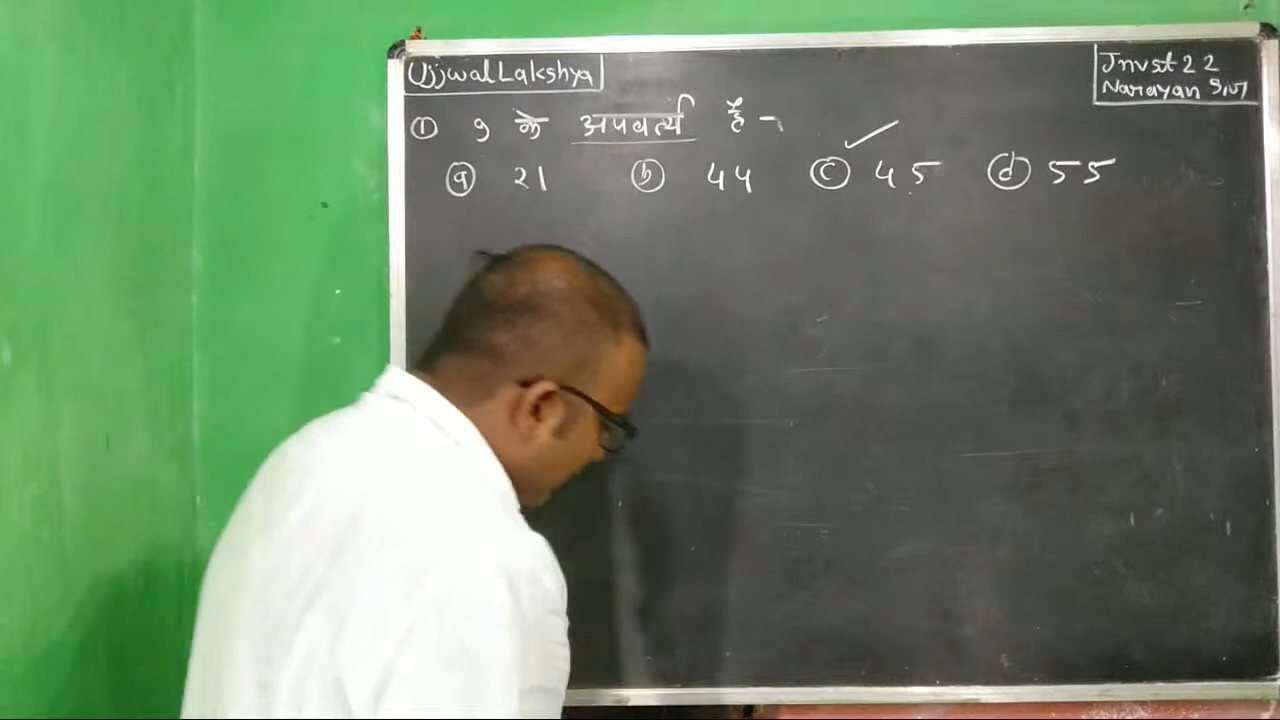 Ujjwal Lakshya
Jnvst 22
Narayan Sir
① 9 के अपवर्त्य है -
ⓐ 21 ⓑ 44 ⓒ 45 ⓓ 55